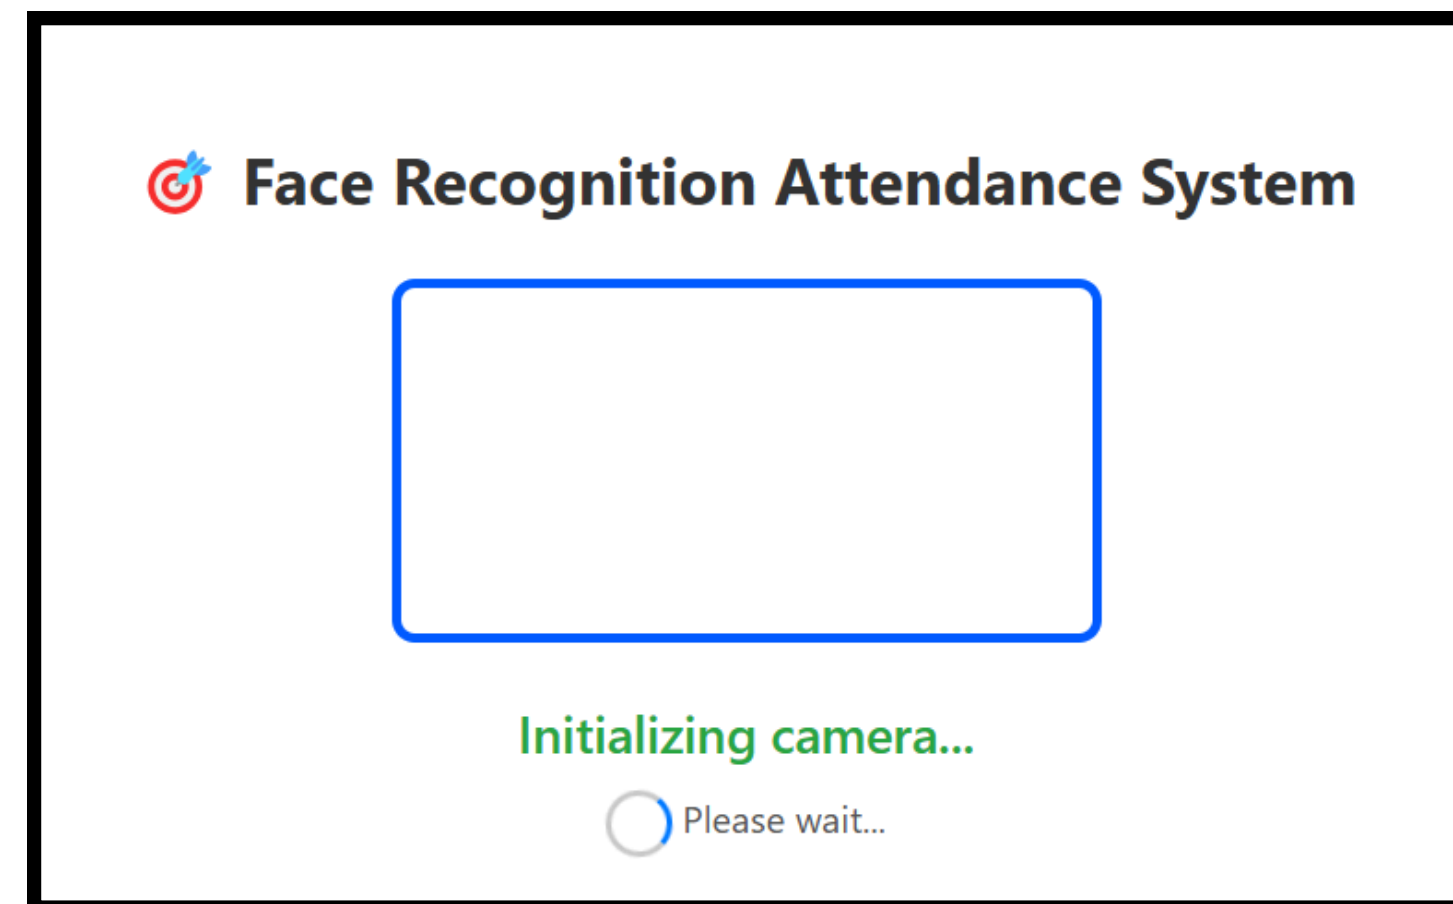 🎯 Face Recognition Attendance System
Initializing camera...
Please wait...